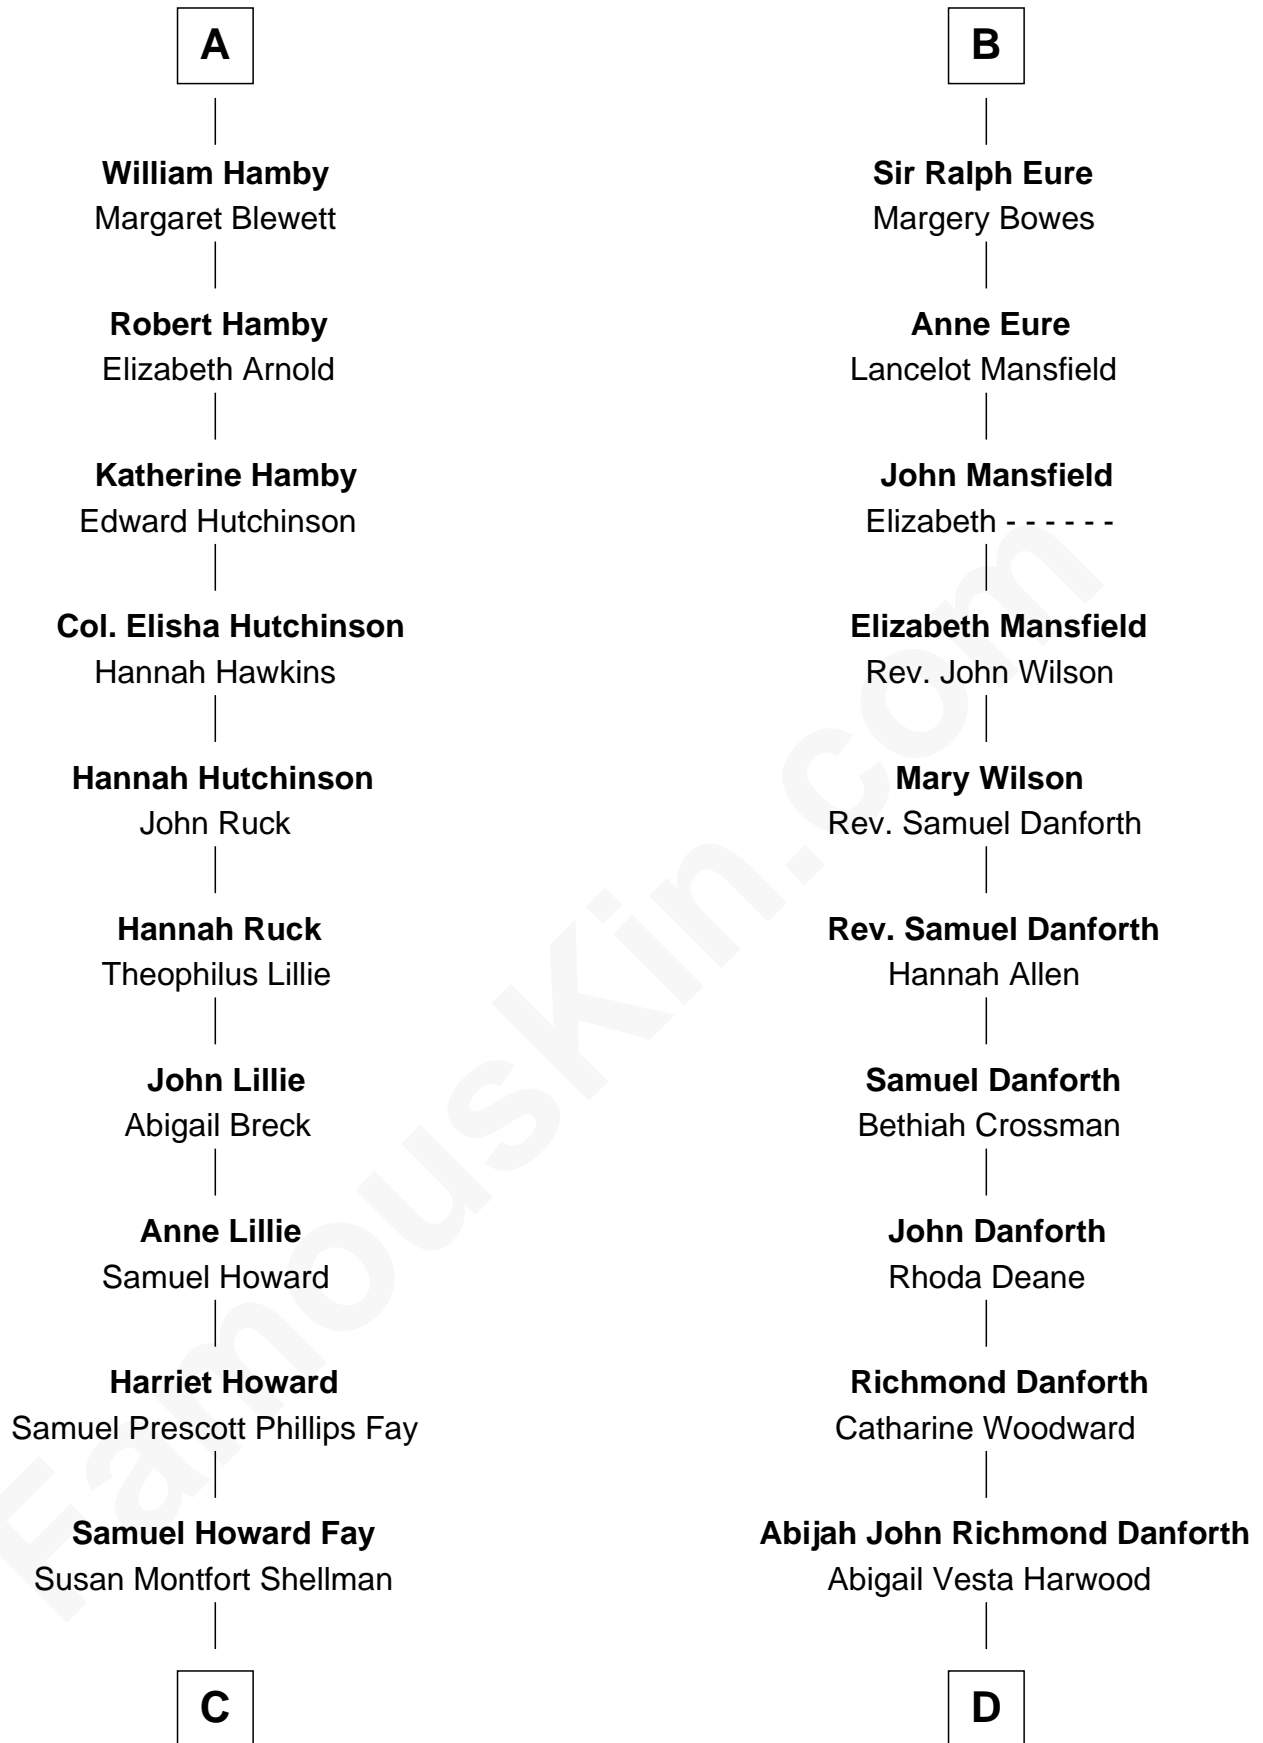 A
William Hamby
Margaret Blewett
Robert Hamby
Elizabeth Arnold
Katherine Hamby
Edward Hutchinson
Col. Elisha Hutchinson
Hannah Hawkins
Hannah Hutchinson
John Ruck
Hannah Ruck
Theophilus Lillie
John Lillie
Abigail Breck
Anne Lillie
Samuel Howard
Harriet Howard
Samuel Prescott Phillips Fay
Samuel Howard Fay
Susan Montfort Shellman
C
B
Sir Ralph Eure
Margery Bowes
Anne Eure
Lancelot Mansfield
John Mansfield
Elizabeth - - - - - -
Elizabeth Mansfield
Rev. John Wilson
Mary Wilson
Rev. Samuel Danforth
Rev. Samuel Danforth
Hannah Allen
Samuel Danforth
Bethiah Crossman
John Danforth
Rhoda Deane
Richmond Danforth
Catharine Woodward
Abijah John Richmond Danforth
Abigail Vesta Harwood
D
FamousKin.com